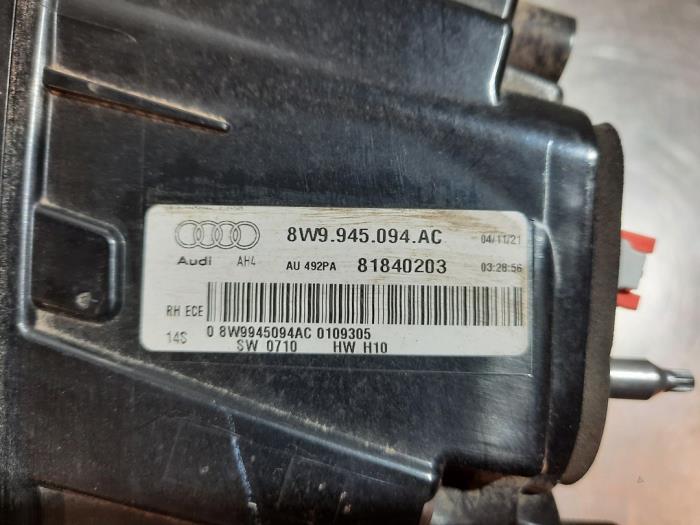 8W9.945.094.AC 04/11/21
Audi AH4 AU 492PA 81840203 03:28:56
RH ECE
14S 0 8W9945094AC 0109305
SW 0710 HW H10